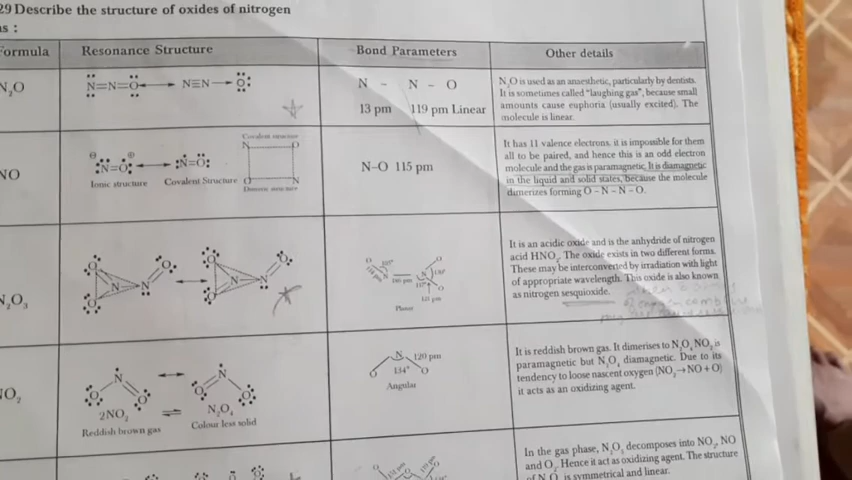 29 Describe the structure of oxides of nitrogen
as :
Formula Resonance Structure Bond Parameters Other details
N₂O
N=N=O N≡N O
N - N - O
13 pm 119 pm Linear
N₂O is used as an anaesthetic, particularly by dentists.
It is sometimes called "laughing gas", because small
amounts cause euphoria (usually excited). The
molecule is linear.
NO
N=O N=O
Ionic structure Covalent Structure
Covalent structure
N O
O N
Dimeric structure
N–O 115 pm
It has 11 valence electrons, it is impossible for them
all to be paired, and hence this is an odd electron
molecule and the gas is paramagnetic. It is diamagnetic
in the liquid and solid states, because the molecule
dimerizes forming O – N – N – O.
N₂O₃
O N N O O
O N N O O
Planar
It is an acidic oxide and is the anhydride of nitrogen
acid HNO₂. The oxide exists in two different forms.
These may be interconverted by irradiation with light
of appropriate wavelength. This oxide is also known
as nitrogen sesquioxide.
NO₂
N O O N O O
2NO₂ ⇌ N₂O₄
Reddish brown gas Colour less solid
N 120 pm
O 134° O
Angular
It is reddish brown gas. It dimerises to N₂O₄ NO₂ is
paramagnetic but N₂O₄ diamagnetic. Due to its
tendency to loose nascent oxygen (NO₂→NO + O)
it acts as an oxidizing agent.
In the gas phase, N₂O₅ decomposes into NO₂, NO
and O₂. Hence it act as oxidizing agent. The structure
of N₂O₅ is symmetrical and linear.